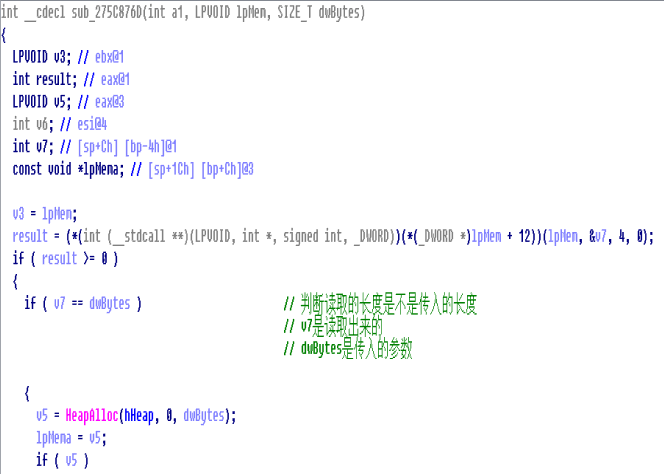 int __cdecl sub_275C876D(int a1, LPVOID lpMem, SIZE_T dwBytes)
{
LPVOID v3; // ebx@1
int result; // eax@1
LPVOID v5; // eax@3
int v6; // esi@4
int v7; // [sp+Ch] [bp-4h]@1
const void *lpMema; // [sp+1Ch] [bp+Ch]@3
v3 = lpMem;
result = (*(int (__stdcall **)(LPVOID, int *, signed int, _DWORD))(*(_DWORD *)lpMem + 12))(lpMem, &v7, 4, 0);
if ( result >= 0 )
{
if ( v7 == dwBytes ) // 判断读取的长度是不是传入的长度
// v7是读取出来的
// dwBytes是传入的参数
{
v5 = HeapAlloc(hHeap, 0, dwBytes);
lpMema = v5;
if ( v5 )